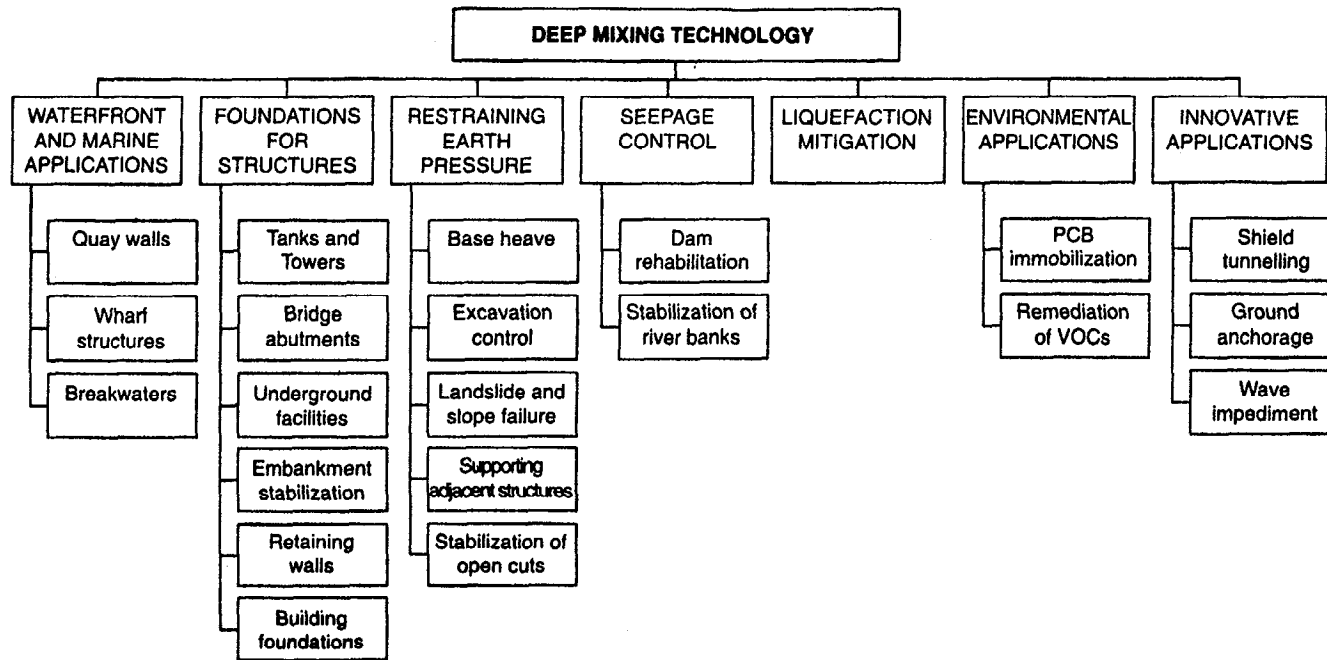 DEEP MIXING TECHNOLOGY
WATERFRONT
AND MARINE
APPLICATIONS
FOUNDATIONS
FOR
STRUCTURES
RESTRAINING
EARTH
PRESSURE
SEEPAGE
CONTROL
LIQUEFACTION
MITIGATION
ENVIRONMENTAL
APPLICATIONS
INNOVATIVE
APPLICATIONS
Quay walls
Wharf
structures
Breakwaters
Tanks and
Towers
Bridge
abutments
Underground
facilities
Embankment
stabilization
Retaining
walls
Building
foundations
Base heave
Excavation
control
Landslide and
slope failure
Supporting
adjacent structures
Stabilization of
open cuts
Dam
rehabilitation
Stabilization of
river banks
PCB
immobilization
Remediation
of VOCs
Shield
tunnelling
Ground
anchorage
Wave
impediment